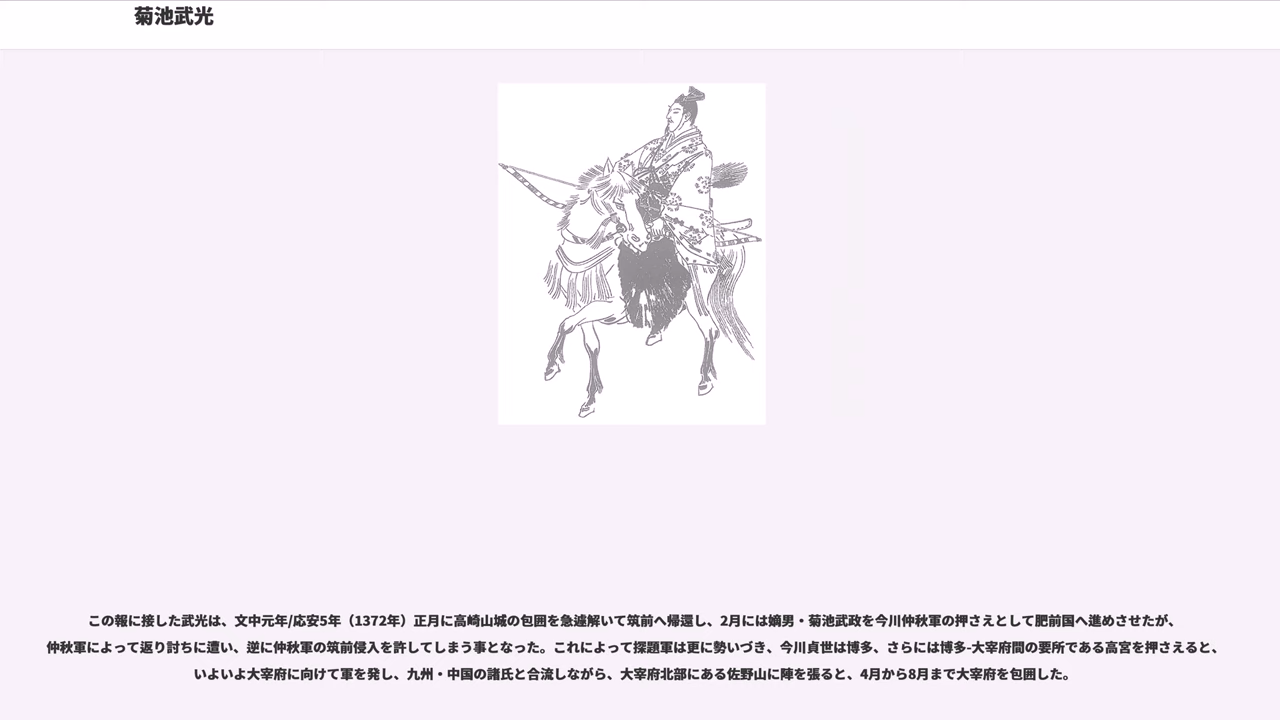 菊池武光
この報に接した武光は、文中元年/応安5年（1372年）正月に高崎山城の包囲を急遽解いて筑前へ帰還し、2月には嫡男・菊池武政を今川仲秋軍の押さえとして肥前国へ進めさせたが、
仲秋軍によって返り討ちに遭い、逆に仲秋軍の筑前侵入を許してしまう事となった。これによって探題軍は更に勢いづき、今川貞世は博多、さらには博多-大宰府間の要所である高宮を押さえると、
いよいよ大宰府に向けて軍を発し、九州・中国の諸氏と合流しながら、大宰府北部にある佐野山に陣を張ると、4月から8月まで大宰府を包囲した。